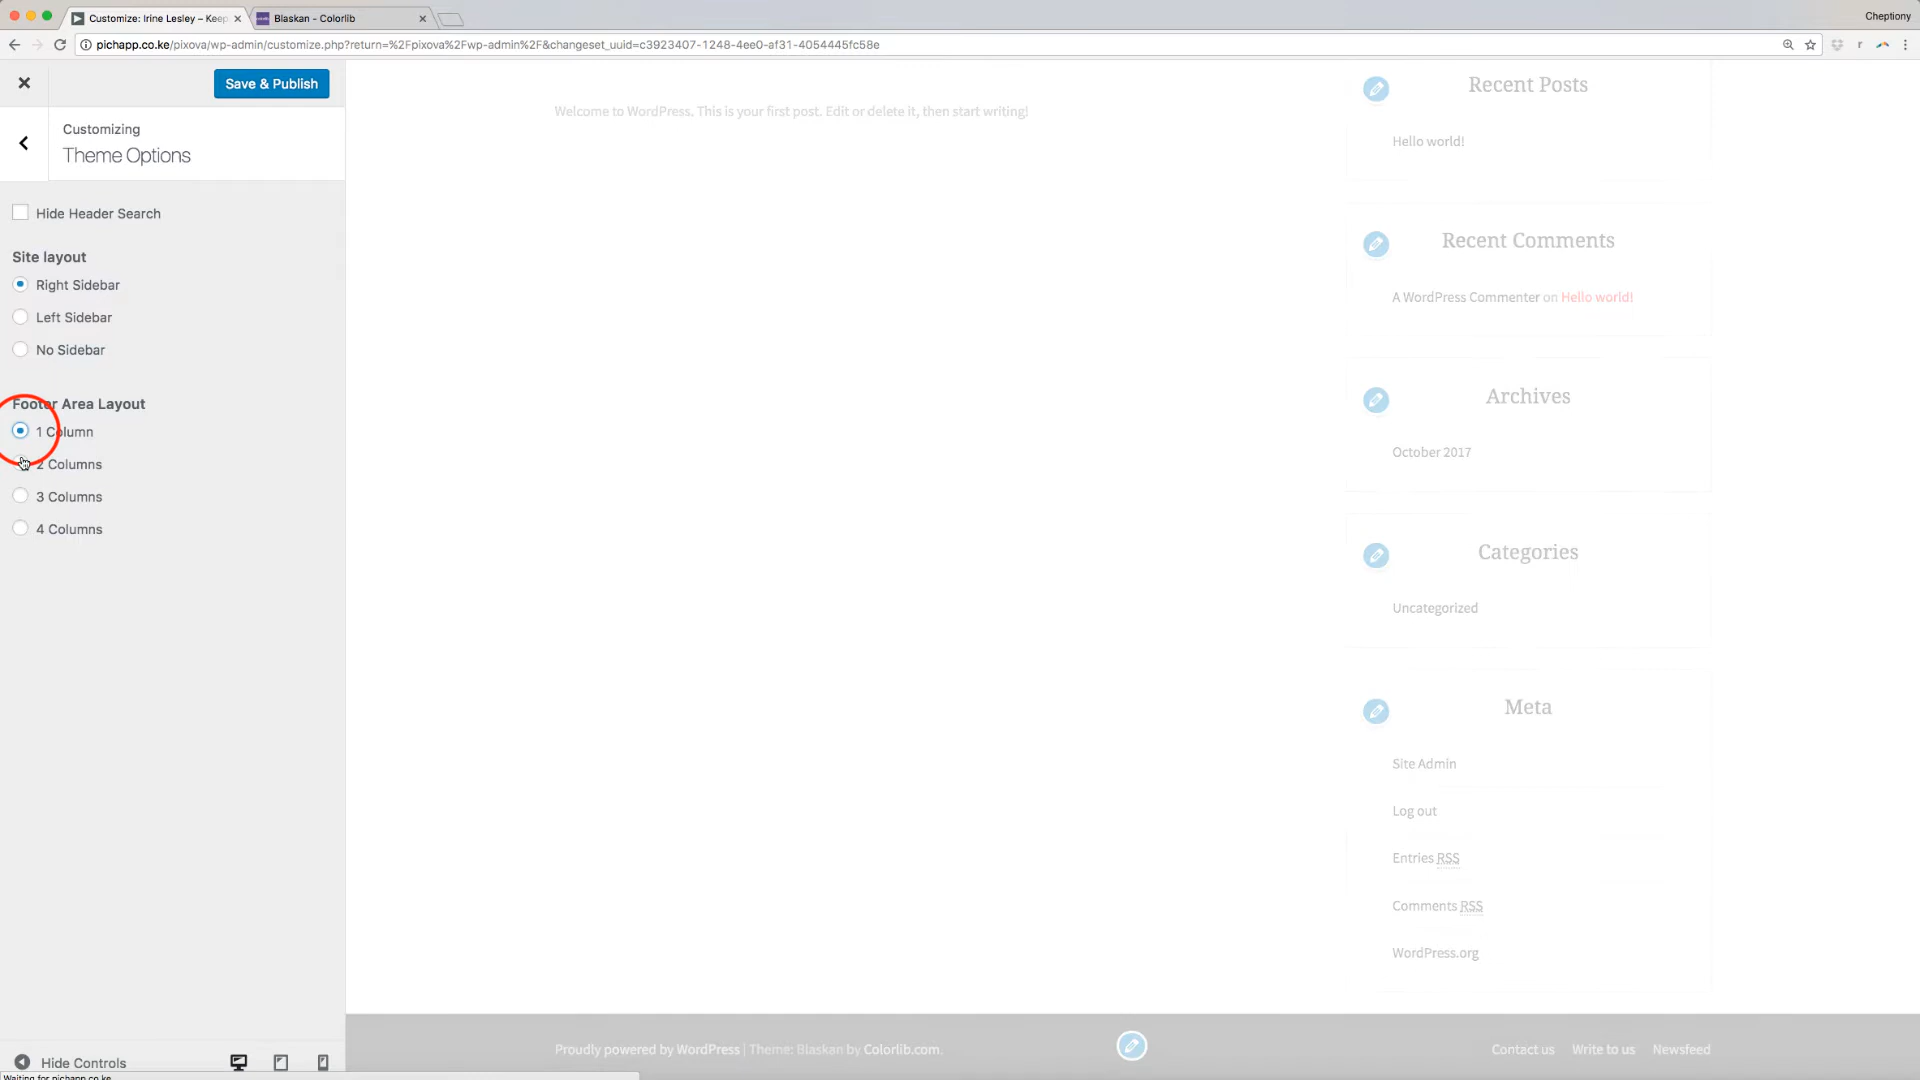 Customize: Irine Lesley – Keep
Blaskan - Colorlib
Cheptiony
pichapp.co.ke/pixova/wp-admin/customize.php?return=%2Fpixova%2Fwp-admin%2F&changeset_uuid=c3923407-1248-4ee0-af31-4054445fc58e
Save & Publish
Customizing
Theme Options
Hide Header Search
Site layout
Right Sidebar
Left Sidebar
No Sidebar
Footer Area Layout
1 Column
2 Columns
3 Columns
4 Columns
Hide Controls
Waiting for pichapp.co.ke
Welcome to WordPress. This is your first post. Edit or delete it, then start writing!
Recent Posts
Hello world!
Recent Comments
A WordPress Commenter on Hello world!
Archives
October 2017
Categories
Uncategorized
Meta
Site Admin
Log out
Entries RSS
Comments RSS
WordPress.org
Proudly powered by WordPress | Theme: Blaskan by Colorlib.com.
Contact us Write to us Newsfeed